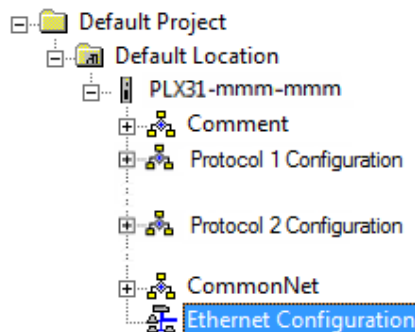 Default Project
Default Location
PLX31-mmm-mmm
Comment
Protocol 1 Configuration
Protocol 2 Configuration
CommonNet
Ethernet Configuration